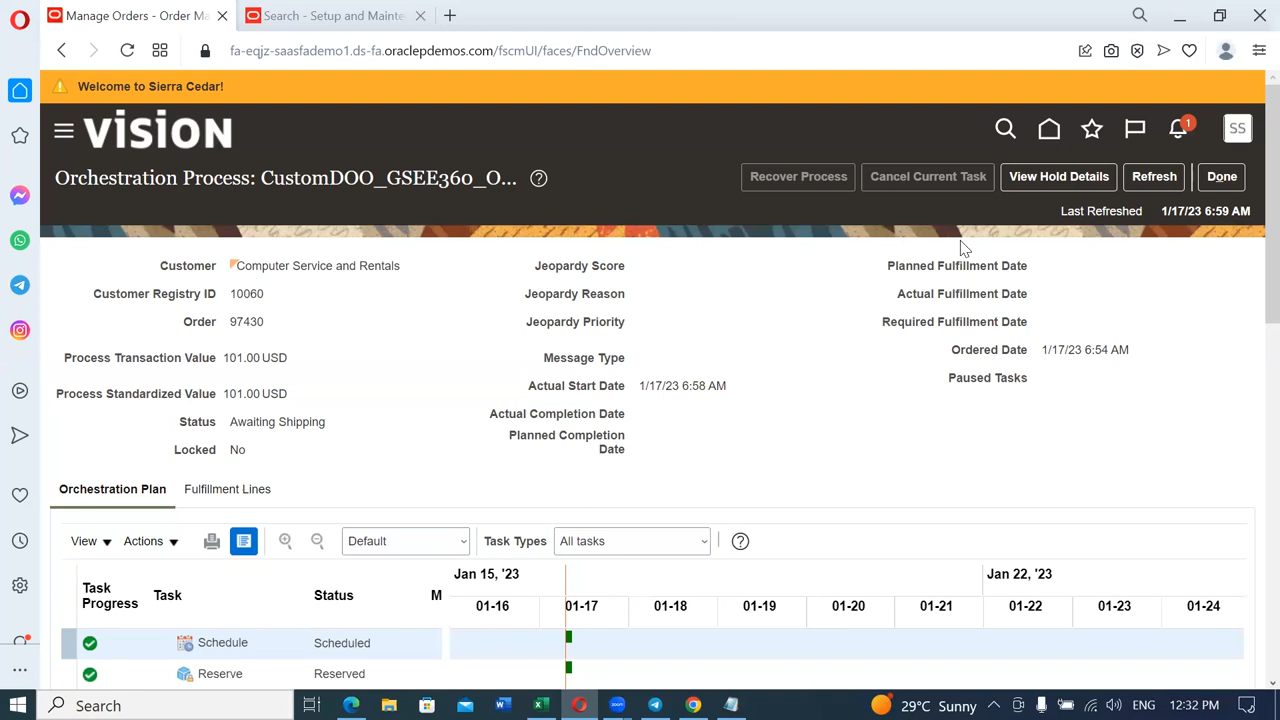 Manage Orders - Order Ma
Search - Setup and Mainte
fa-eqjz-saasfademo1.ds-fa.oraclepdemos.com/fscmUI/faces/FndOverview
Welcome to Sierra Cedar!
VISION
1
SS
Orchestration Process: CustomDOO_GSEE360_O...
Recover Process
Cancel Current Task
View Hold Details
Refresh
Done
Last Refreshed 1/17/23 6:59 AM
Customer Computer Service and Rentals
Customer Registry ID 10060
Order 97430
Process Transaction Value 101.00 USD
Process Standardized Value 101.00 USD
Status Awaiting Shipping
Locked No
Jeopardy Score
Jeopardy Reason
Jeopardy Priority
Message Type
Actual Start Date 1/17/23 6:58 AM
Actual Completion Date
Planned Completion
Date
Planned Fulfillment Date
Actual Fulfillment Date
Required Fulfillment Date
Ordered Date 1/17/23 6:54 AM
Paused Tasks
Orchestration Plan Fulfillment Lines
View Actions Default Task Types All tasks
Task
Progress
Task Status M
Jan 15, '23 Jan 22, '23
01-16 01-17 01-18 01-19 01-20 01-21 01-22 01-23 01-24
Schedule Scheduled
Reserve Reserved
Search
29°C Sunny
ENG
12:32 PM